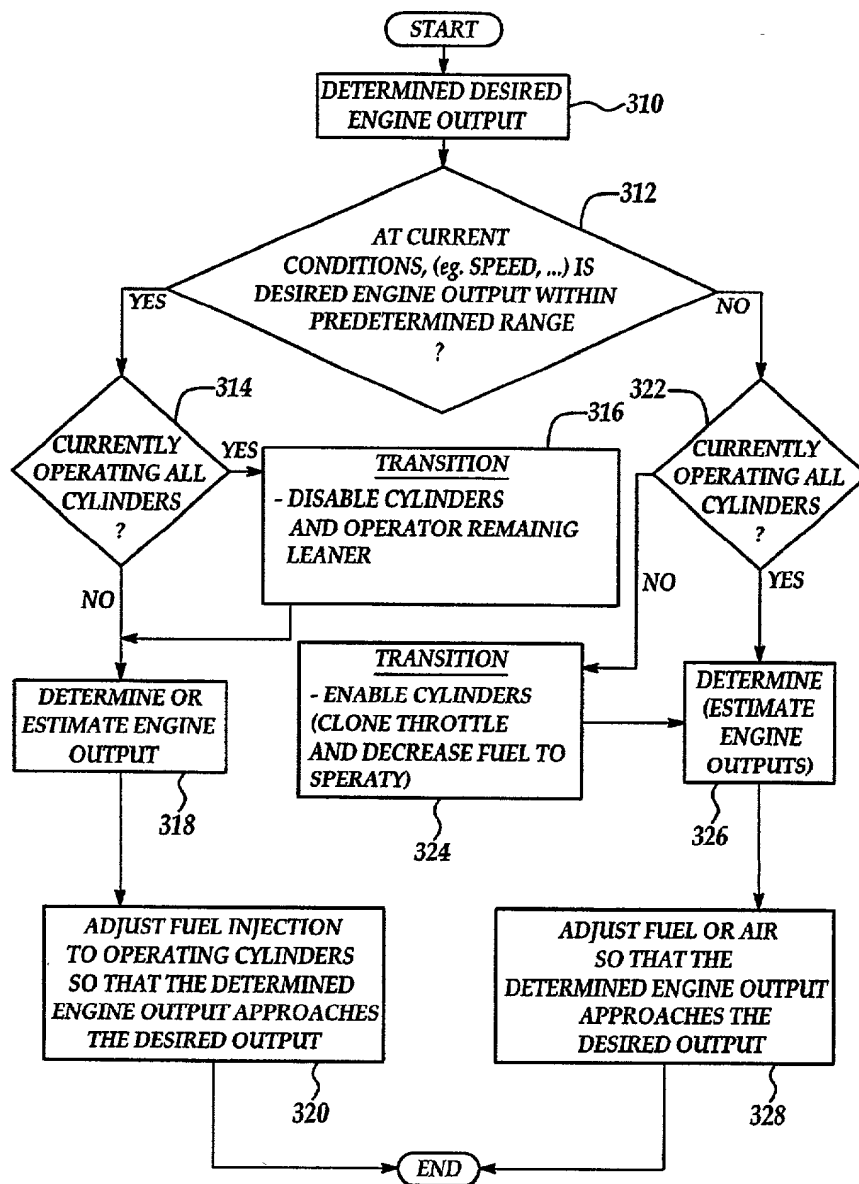 START
DETERMINED DESIRED
ENGINE OUTPUT
310
312
AT CURRENT
CONDITIONS, (eg. SPEED, ...) IS
DESIRED ENGINE OUTPUT WITHIN
PREDETERMINED RANGE
?
YES
NO
314
CURRENTLY
OPERATING ALL
CYLINDERS
?
YES
NO
316
TRANSITION
- DISABLE CYLINDERS
AND OPERATOR REMAINIG
LEANER
322
CURRENTLY
OPERATING ALL
CYLINDERS
?
NO
YES
DETERMINE OR
ESTIMATE ENGINE
OUTPUT
318
TRANSITION
- ENABLE CYLINDERS
(CLONE THROTTLE
AND DECREASE FUEL TO
SPERATY)
324
DETERMINE
(ESTIMATE
ENGINE
OUTPUTS)
326
ADJUST FUEL INJECTION
TO OPERATING CYLINDERS
SO THAT THE DETERMINED
ENGINE OUTPUT APPROACHES
THE DESIRED OUTPUT
320
ADJUST FUEL OR AIR
SO THAT THE
DETERMINED ENGINE OUTPUT
APPROACHES THE
DESIRED OUTPUT
328
END